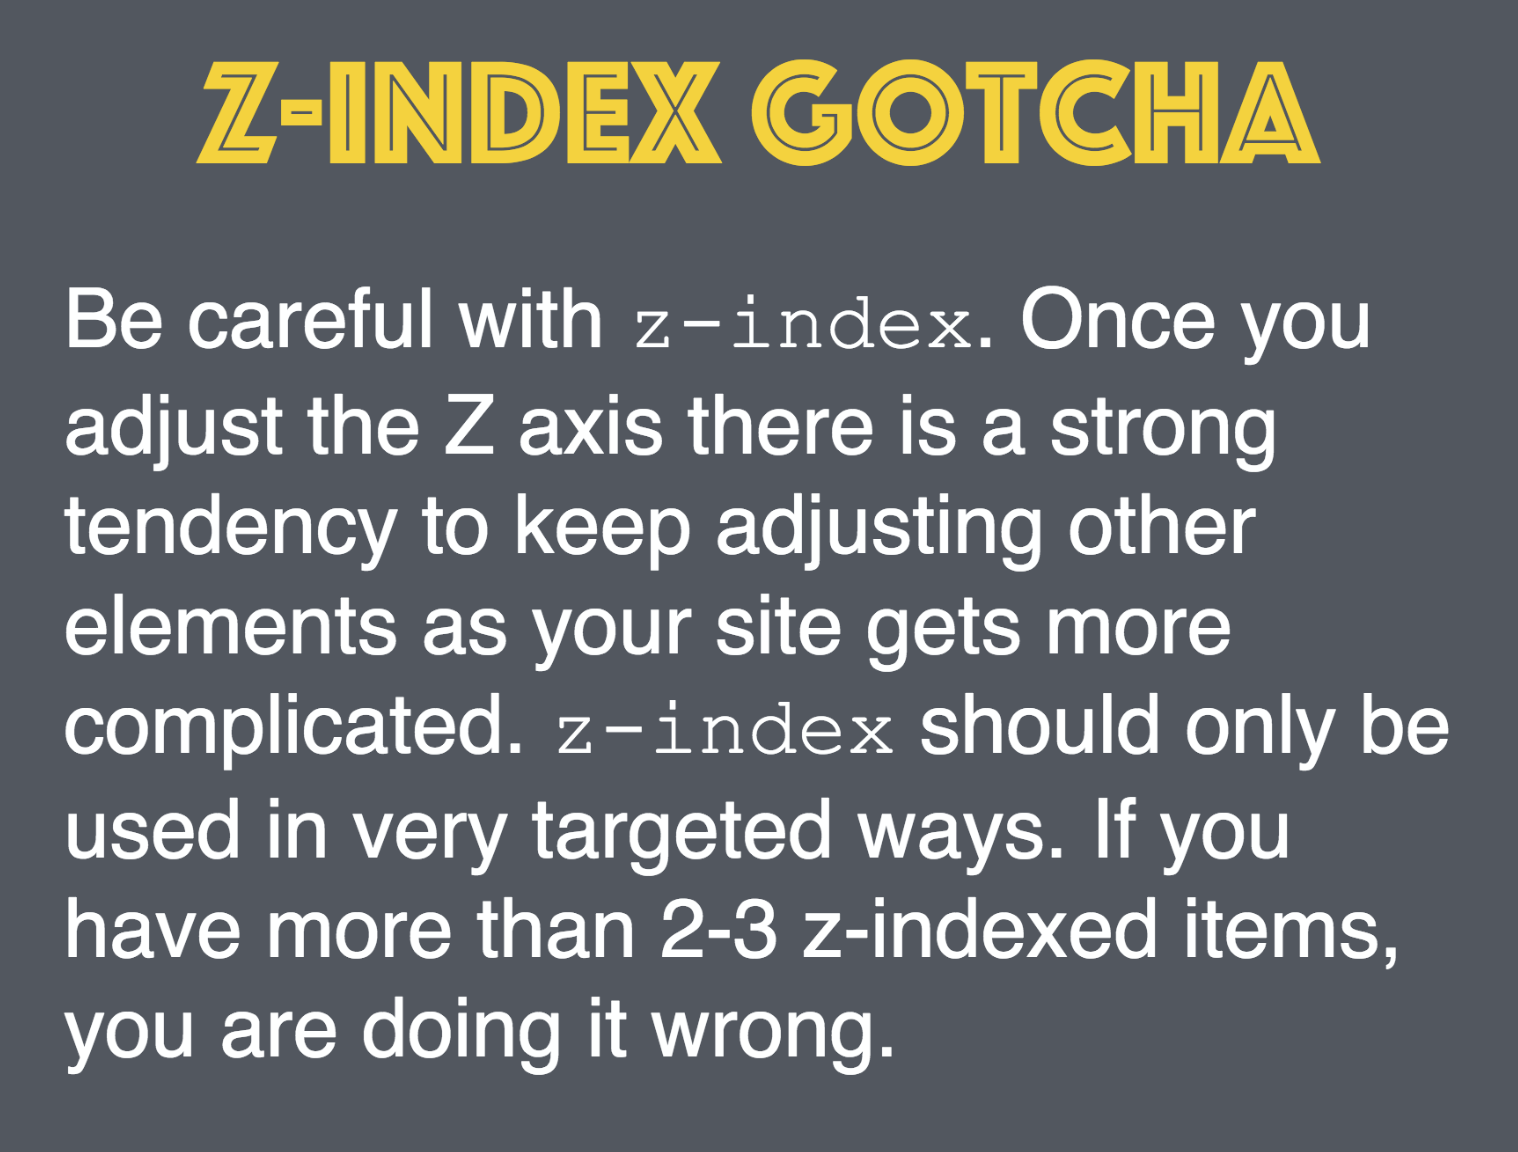 Z-INDEX GOTCHA
Be careful with z-index. Once you
adjust the Z axis there is a strong
tendency to keep adjusting other
elements as your site gets more
complicated. z-index should only be
used in very targeted ways. If you
have more than 2-3 z-indexed items,
you are doing it wrong.